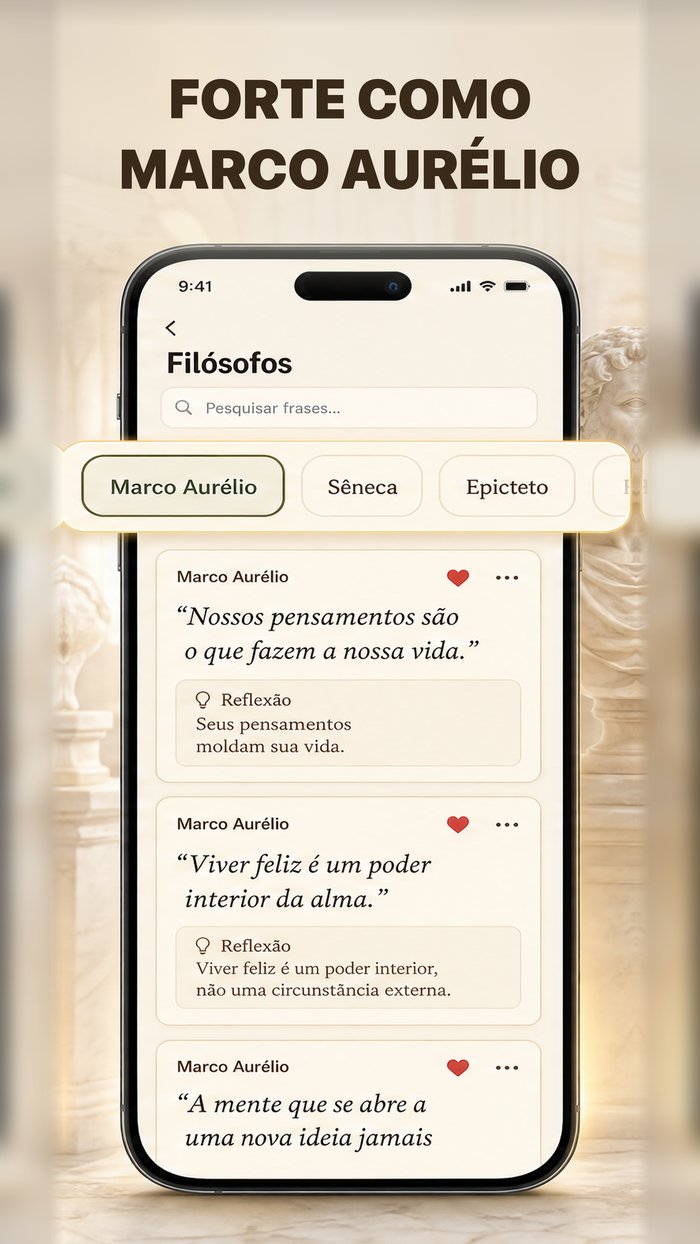 FORTE COMO
MARCO AURÉLIO
9:41
Filósofos
Pesquisar frases...
Marco Aurélio
Sêneca
Epicteto
Marco Aurélio
“Nossos pensamentos são
o que fazem a nossa vida.”
Reflexão
Seus pensamentos
moldam sua vida.
Marco Aurélio
“Viver feliz é um poder
interior da alma.”
Reflexão
Viver feliz é um poder interior,
não uma circunstância externa.
Marco Aurélio
“A mente que se abre a
uma nova ideia jamais